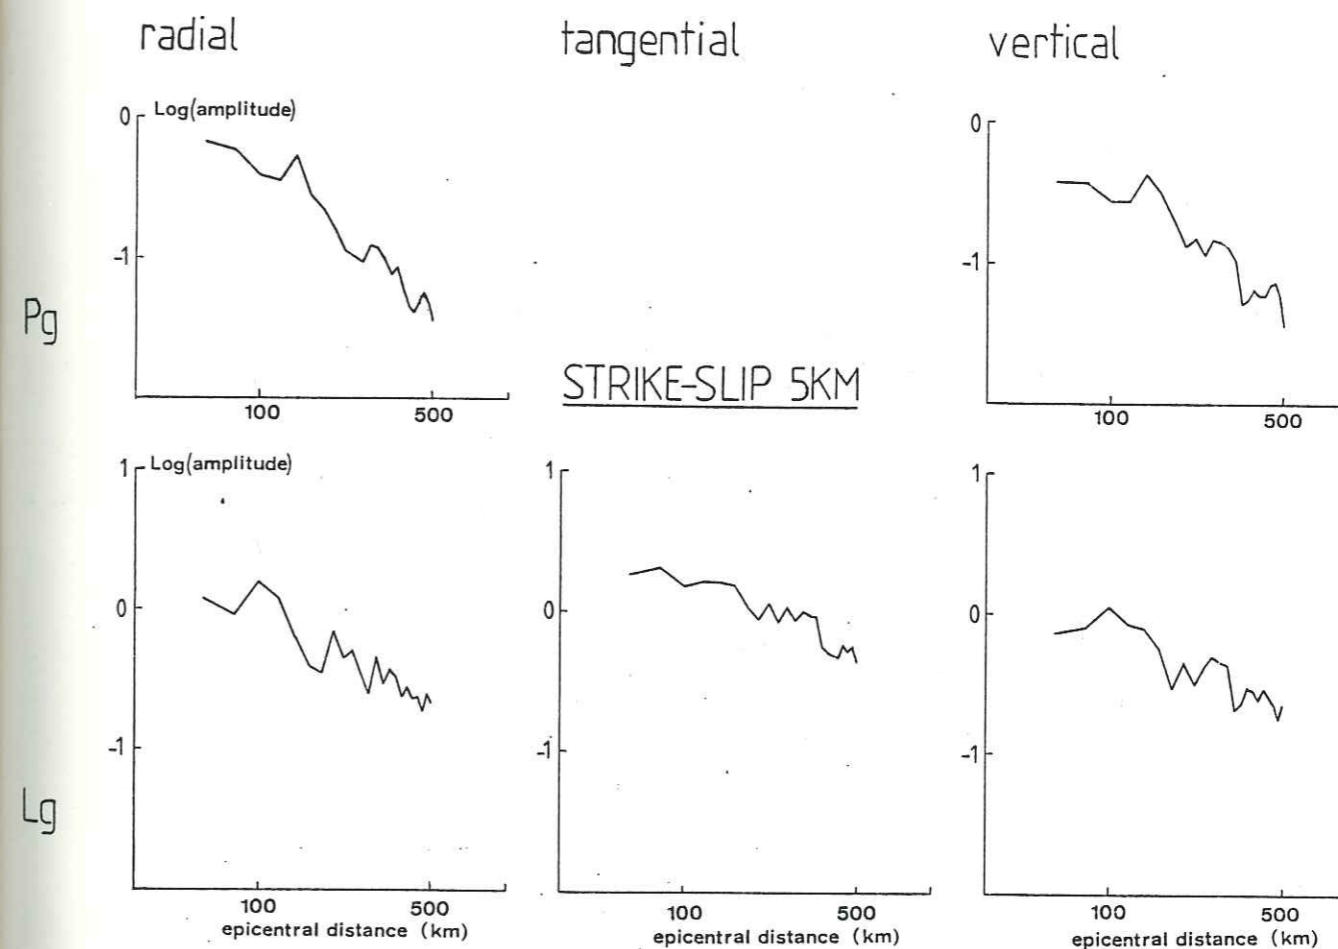 radial tangential vertical
Log(amplitude)
0
-1
100 500
0
-1
100 500
Pg
STRIKE-SLIP 5KM
Log(amplitude)
1
0
-1
100 500
epicentral distance (km)
1
0
-1
100 500
epicentral distance (km)
1
0
-1
100 500
epicentral distance (km)
Lg